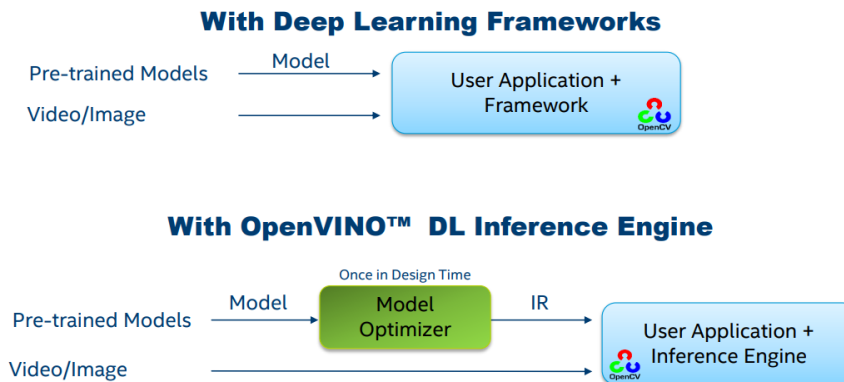 With Deep Learning Frameworks
Pre-trained Models
Model
Video/Image
User Application +
Framework
OpenCV
With OpenVINO™ DL Inference Engine
Once in Design Time
Pre-trained Models
Model
Model
Optimizer
IR
Video/Image
User Application +
Inference Engine
OpenCV